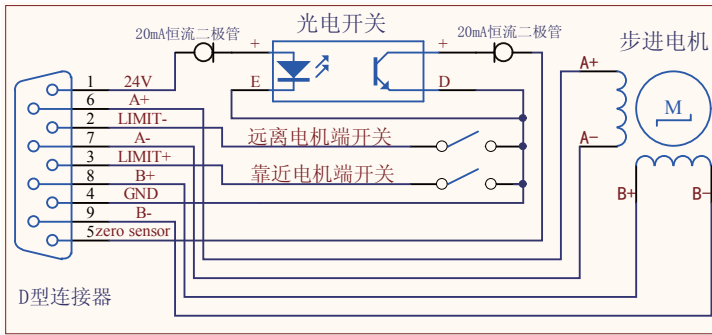 光电开关
20mA恒流二极管
20mA恒流二极管
步进电机
+
+
E
D
A+
A-
M
B+
B-
1 24V
6 A+
2 LIMIT-
7 A-
3 LIMIT+
8 B+
4 GND
9 B-
5 zero sensor
远离电机端开关
靠近电机端开关
D型连接器